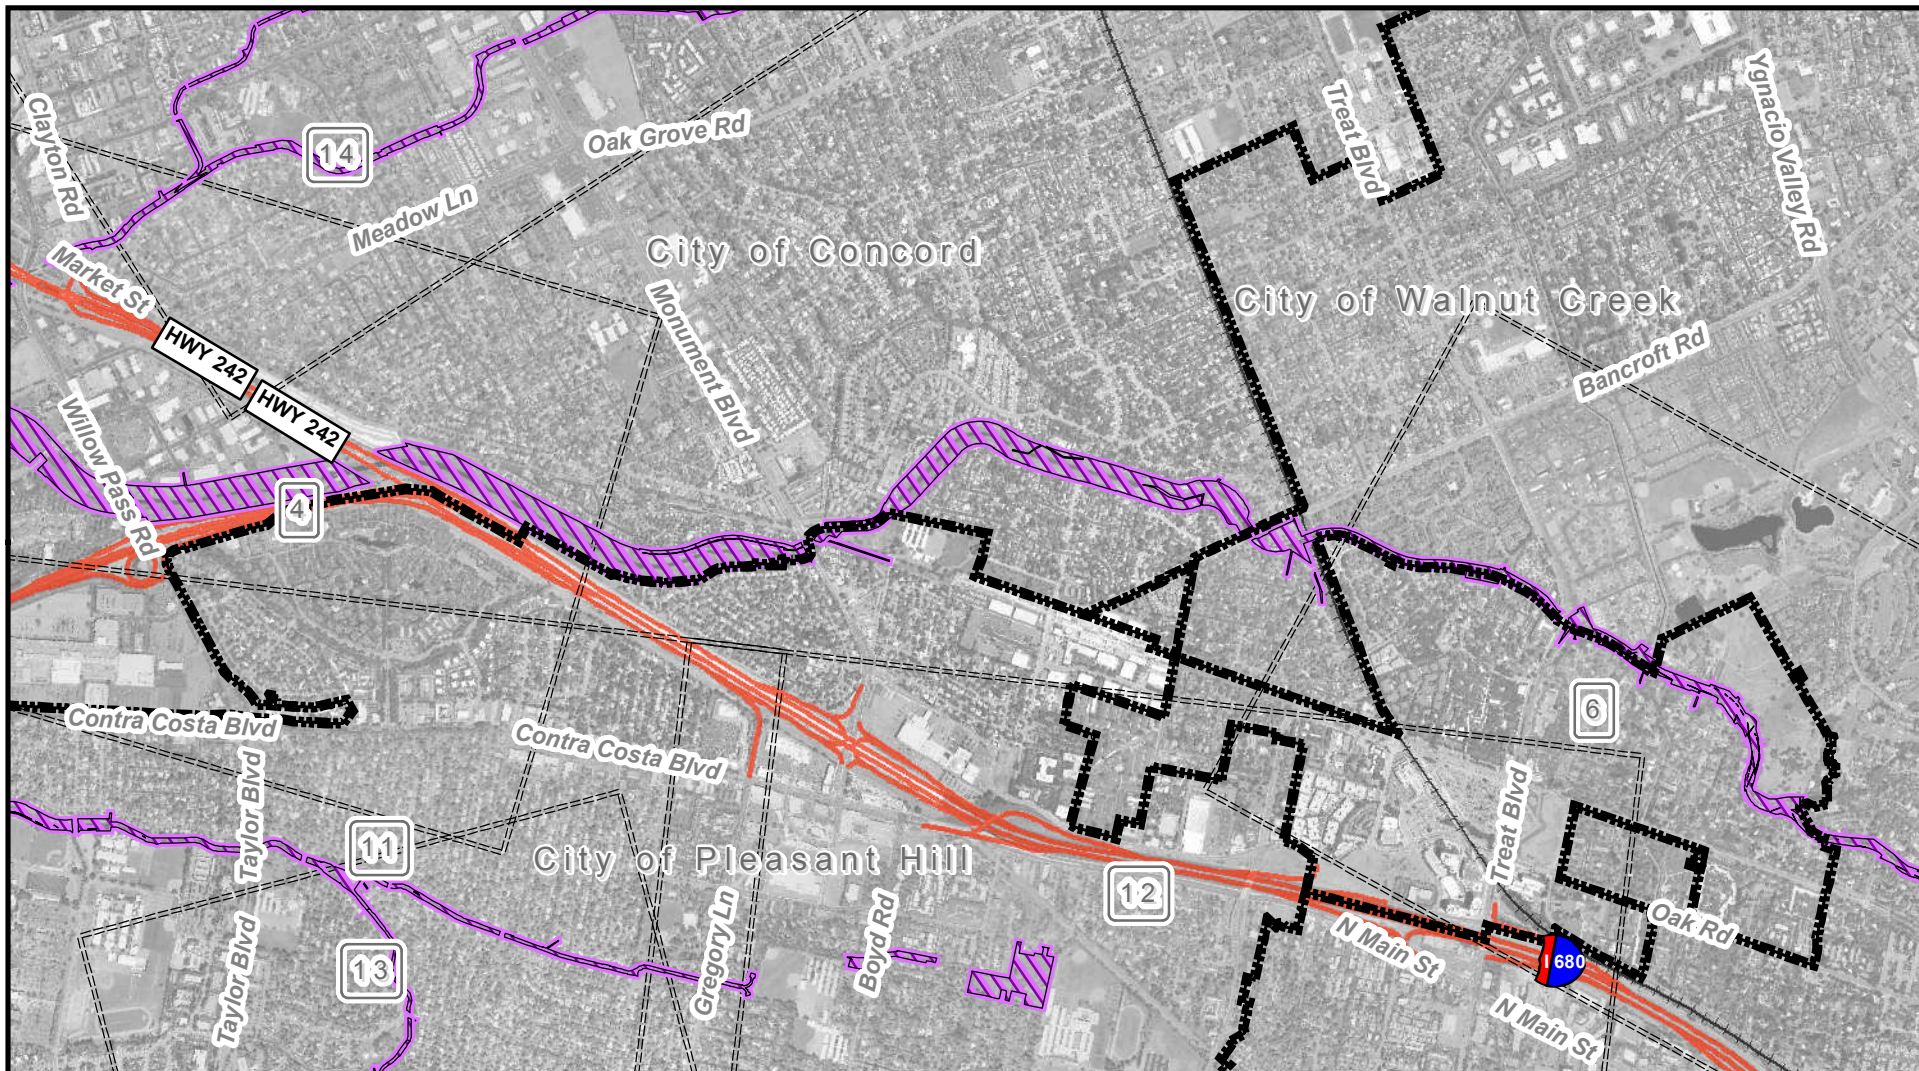 Clayton Rd
14
Oak Grove Rd
Treat Blvd
Ygnacio Valley Rd
Meadow Ln
City of Concord
Market St
City of Walnut Creek
HWY 242
HWY 242
Monument Blvd
Bancroft Rd
Willow Pass Rd
4
6
Contra Costa Blvd
Contra Costa Blvd
Taylor Blvd
11
City of Pleasant Hill
Treat Blvd
12
Taylor Blvd
13
Gregory Ln
Boyd Rd
N Main St
I 680
Oak Rd
N Main St